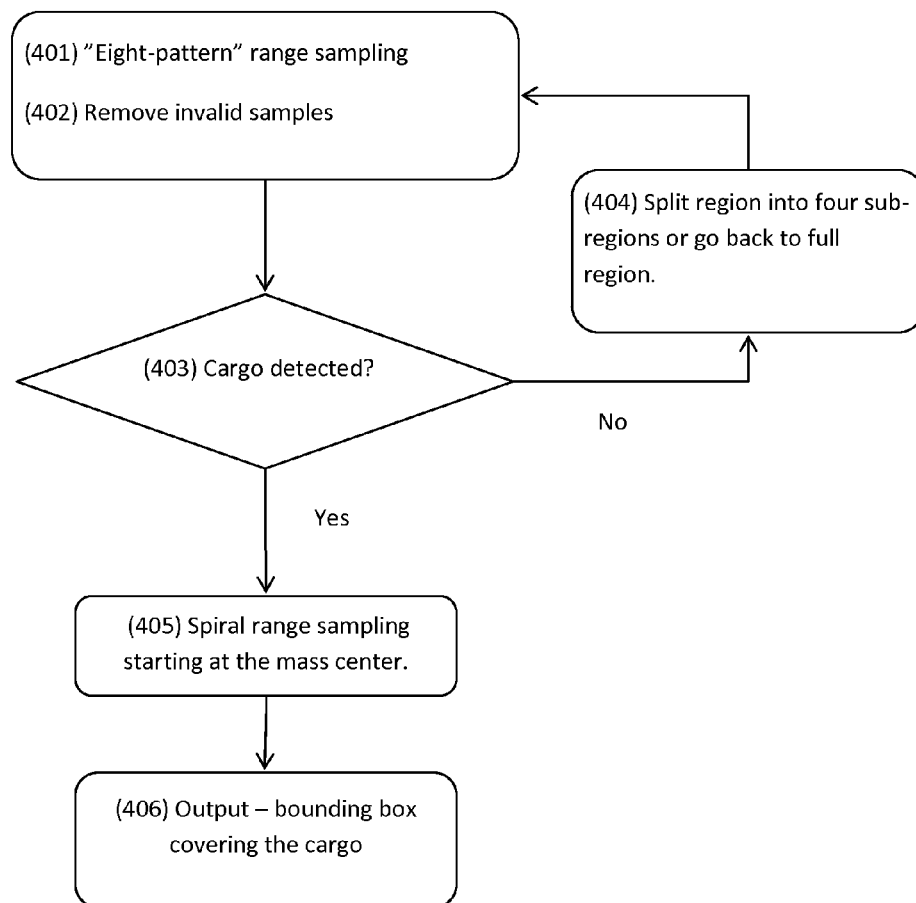 (401) ”Eight-pattern” range sampling
(402) Remove invalid samples
(404) Split region into four sub-
regions or go back to full
region.
(403) Cargo detected?
No
Yes
(405) Spiral range sampling
starting at the mass center.
(406) Output – bounding box
covering the cargo